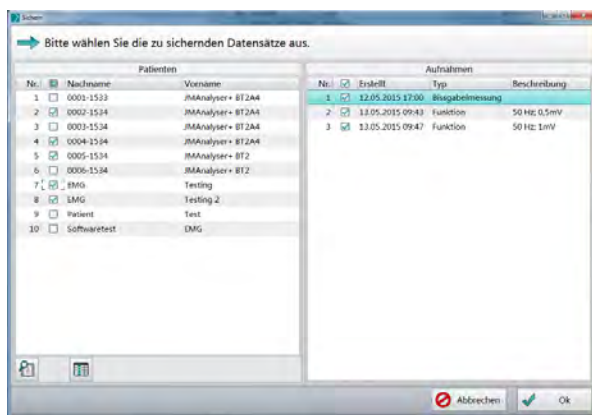 Sichern
Bitte wählen Sie die zu sichernden Datensätze aus.
Patienten
Nr. Nachname Vorname
1 0001-1533 JMAnalyser+ BT2A4
2 0002-1534 JMAnalyser+ BT2A4
3 0003-1534 JMAnalyser+ BT2A4
4 0004-1534 JMAnalyser+ BT2A4
5 0005-1534 JMAnalyser+ BT2
6 0006-1534 JMAnalyser+ BT2
7 EMG Testing
8 EMG Testing 2
9 Patient Test
10 Softwaretest EMG
Aufnahmen
Nr. Erstellt Typ Beschreibung
1 12.05.2015 17:00 Bissgabelmessung
2 13.05.2015 09:43 Funktion 50 Hz; 0,5mV
3 13.05.2015 09:47 Funktion 50 Hz; 1mV
Abbrechen Ok